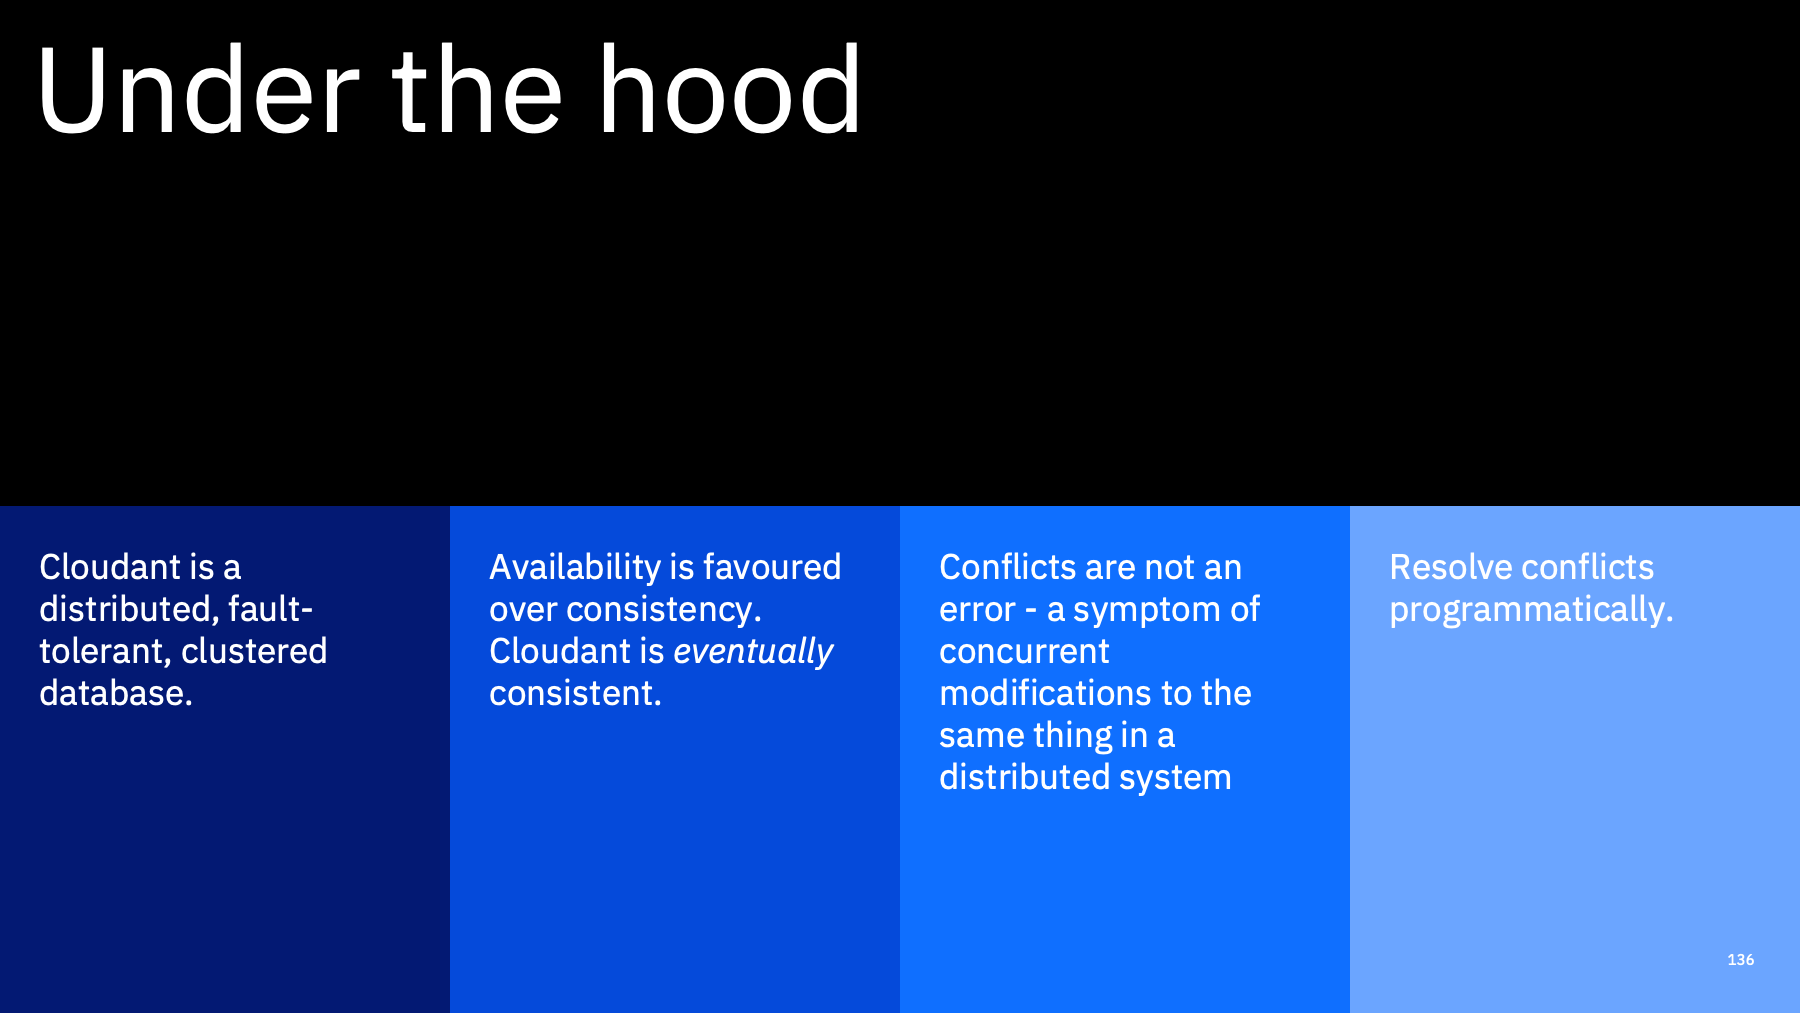 Under the hood
Cloudant is a
distributed, fault-
tolerant, clustered
database.
Availability is favoured
over consistency.
Cloudant is eventually
consistent.
Conflicts are not an
error - a symptom of
concurrent
modifications to the
same thing in a
distributed system
Resolve conflicts
programmatically.
136